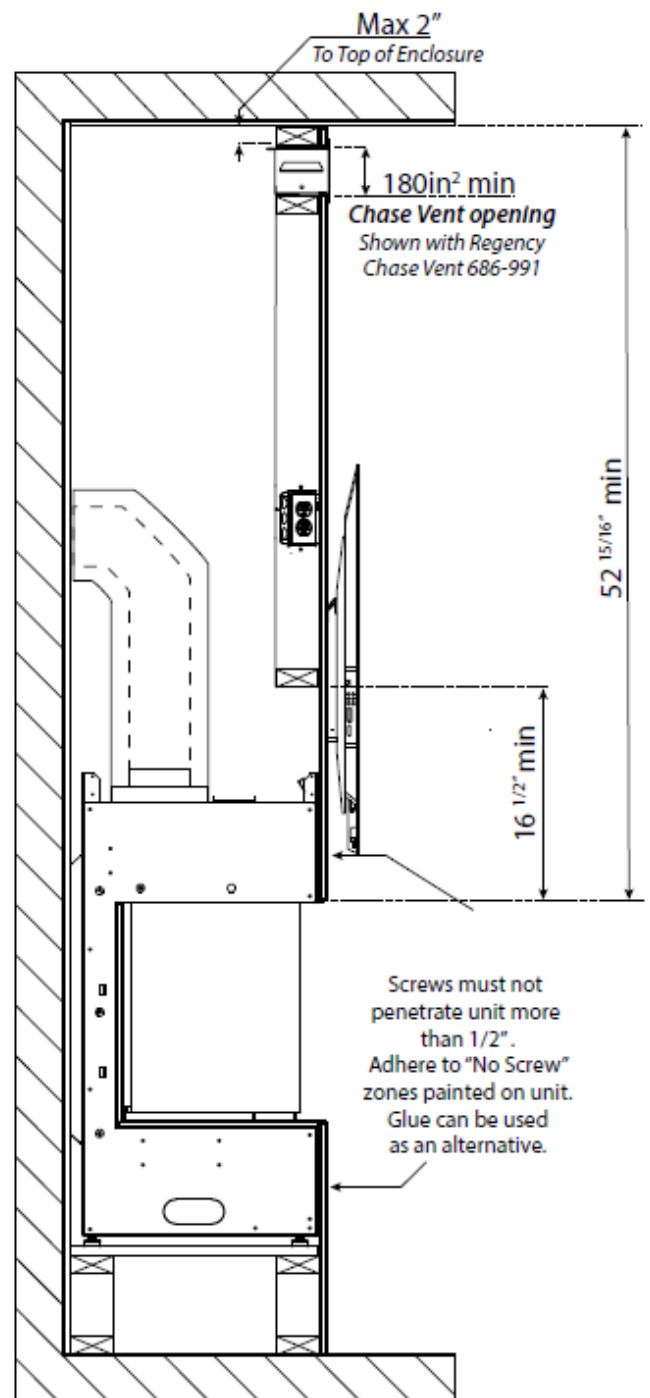 Max 2"
To Top of Enclosure
180in² min
Chase Vent opening
Shown with Regency
Chase Vent 686-991
52 15/16" min
16 1/2" min
Screws must not
penetrate unit more
than 1/2".
Adhere to "No Screw"
zones painted on unit.
Glue can be used
as an alternative.